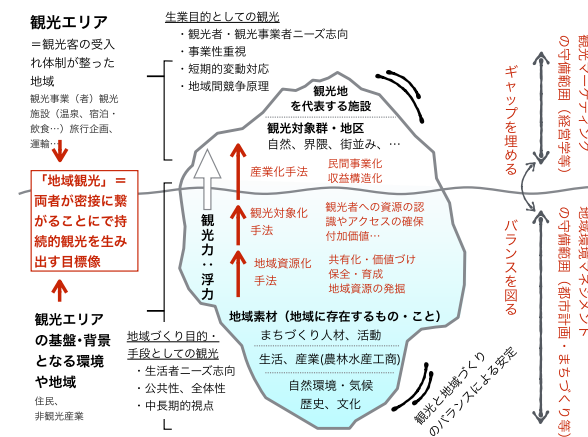 観光エリア
＝観光客の受入
れ体制が整った
地域
観光事業（者）観光
施設（温泉、宿泊・
飲食…）旅行企画、
運輸…
「地域観光」＝
両者が密接に繋
がることにで持
続的観光を生み
出す目標像
観光エリア
の基盤・背景
となる環境
や地域
住民、
非観光産業
生業目的としての観光
・観光者・観光事業者ニーズ志向
・事業性重視
・短期的変動対応
・地域間競争原理
地域づくり目的・
手段としての観光
・生活者ニーズ志向
・公共性、全体性
・中長期的視点
観光地
を代表する施設
観光対象群・地区
自然、界隈、街並み、…
産業化手法
民間事業化
収益構造化
観光対象化
手法
観光者への資源の認
識やアクセスの確保
付加価値…
地域資源化
手法
共有化・価値づけ
保全・育成
地域資源の発掘
観光力：浮力
地域素材（地域に存在するもの・こと）
まちづくり人材、活動
生活、産業(農林水産工商)
自然環境・気候
歴史、文化
ギャップを埋める
バランスを図る
観光マーケティング
の守備範囲（経営学等）
地域環境マネジメント
の守備範囲（都市計画・まちづくり等）
観光と地域づくり
のバランスによる安定